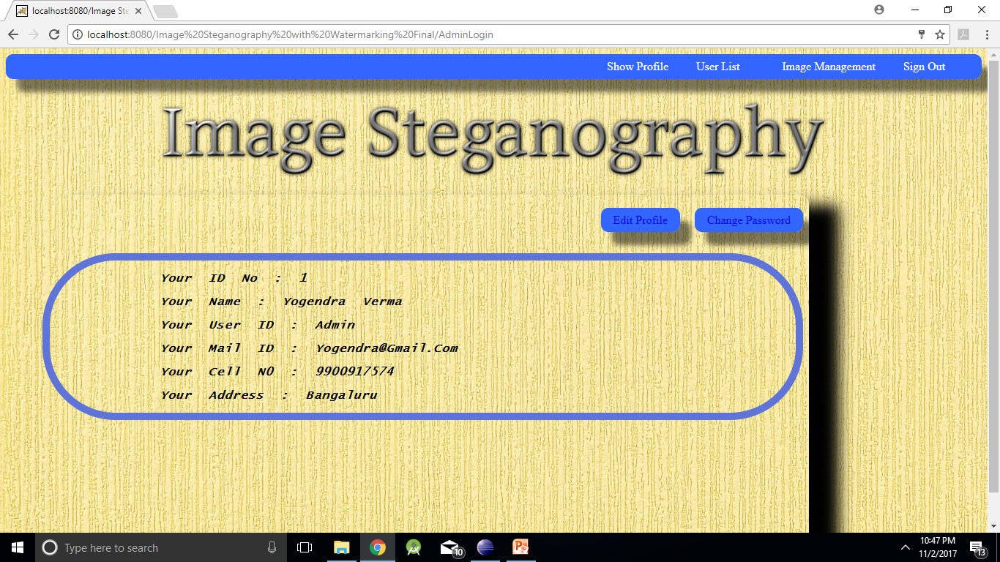 localhost:8080/Image Ste
localhost:8080/Image%20Steganography%20with%20Watermarking%20Final/AdminLogin
Show Profile User List Image Management Sign Out
Image Steganography
Edit Profile Change Password
Your ID No : 1
Your Name : Yogendra Verma
Your User ID : Admin
Your Mail ID : Yogendra@Gmail.Com
Your Cell N0 : 9900917574
Your Address : Bangaluru
Type here to search
10
10:47 PM
11/2/2017
13